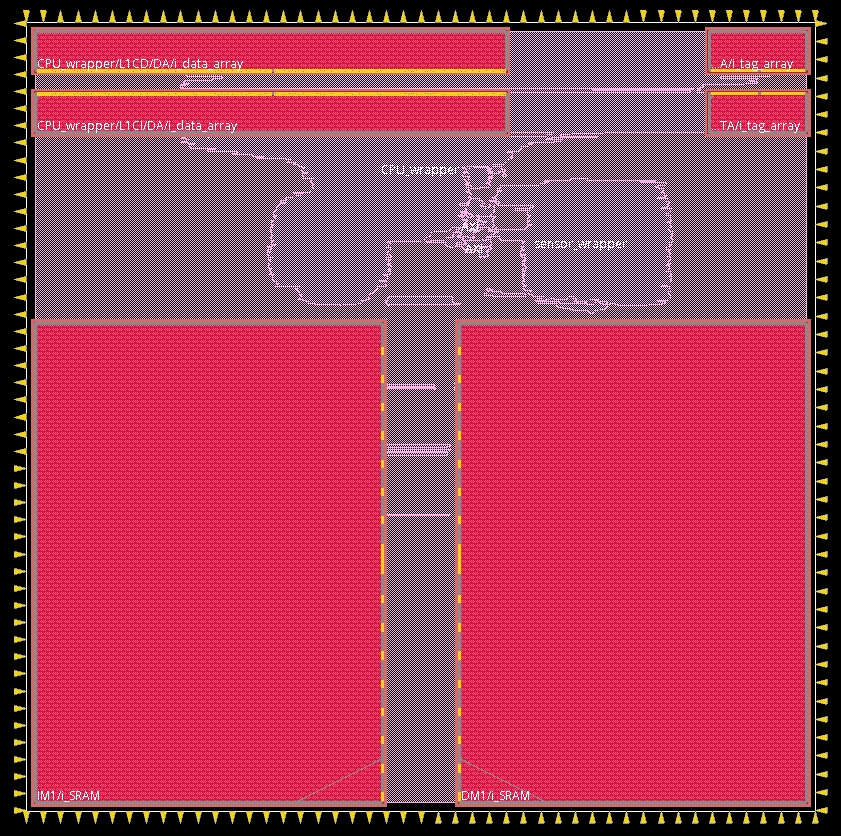 CPU_wrapper/L1CD/DA/i_data_array
...A/i_tag_array
CPU_wrapper/L1CI/DA/i_data_array
...TA/i_tag_array
CPU_wrapper
sensor_wrapper
IM1/i_SRAM
DM1/i_SRAM